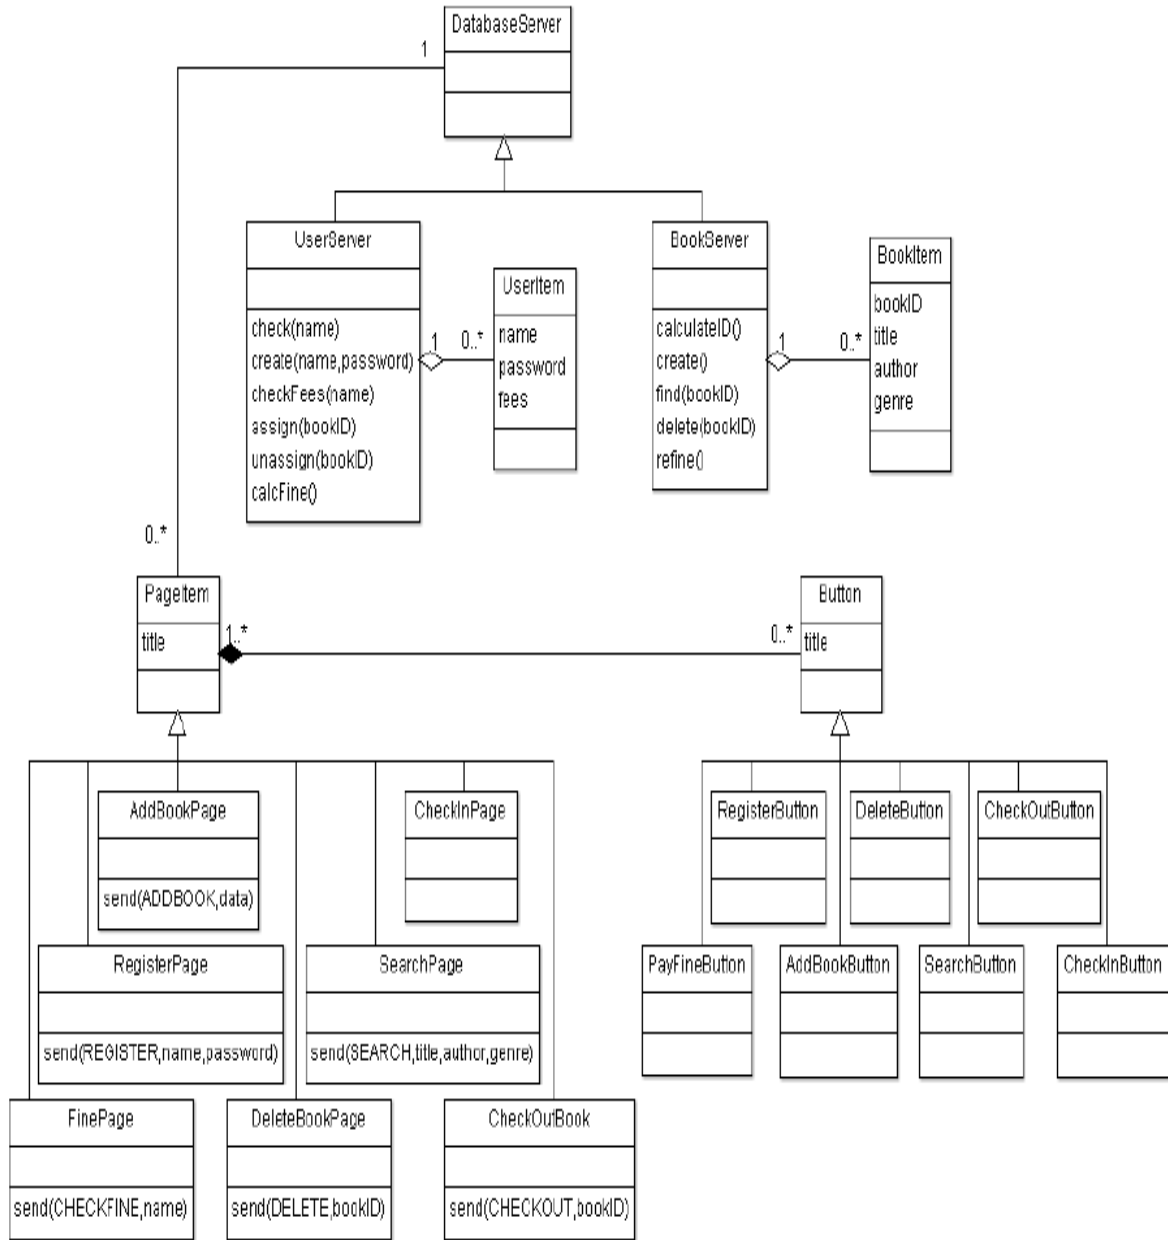 DatabaseServer
1
UserServer
check(name)
create(name,password)
checkFees(name)
assign(bookID)
unassign(bookID)
calcFine()
1
0..*
UserItem
name
password
fees
BookServer
calculateID()
create()
find(bookID)
delete(bookID)
refine()
1
0..*
BookItem
bookID
title
author
genre
0..*
PageItem
title
1..*
0..*
Button
title
AddBookPage
send(ADDBOOK,data)
CheckInPage
RegisterPage
send(REGISTER,name,password)
SearchPage
send(SEARCH,title,author,genre)
FinePage
send(CHECKFINE,name)
DeleteBookPage
send(DELETE,bookID)
CheckOutBook
send(CHECKOUT,bookID)
RegisterButton
DeleteButton
CheckOutButton
PayFineButton
AddBookButton
SearchButton
CheckInButton